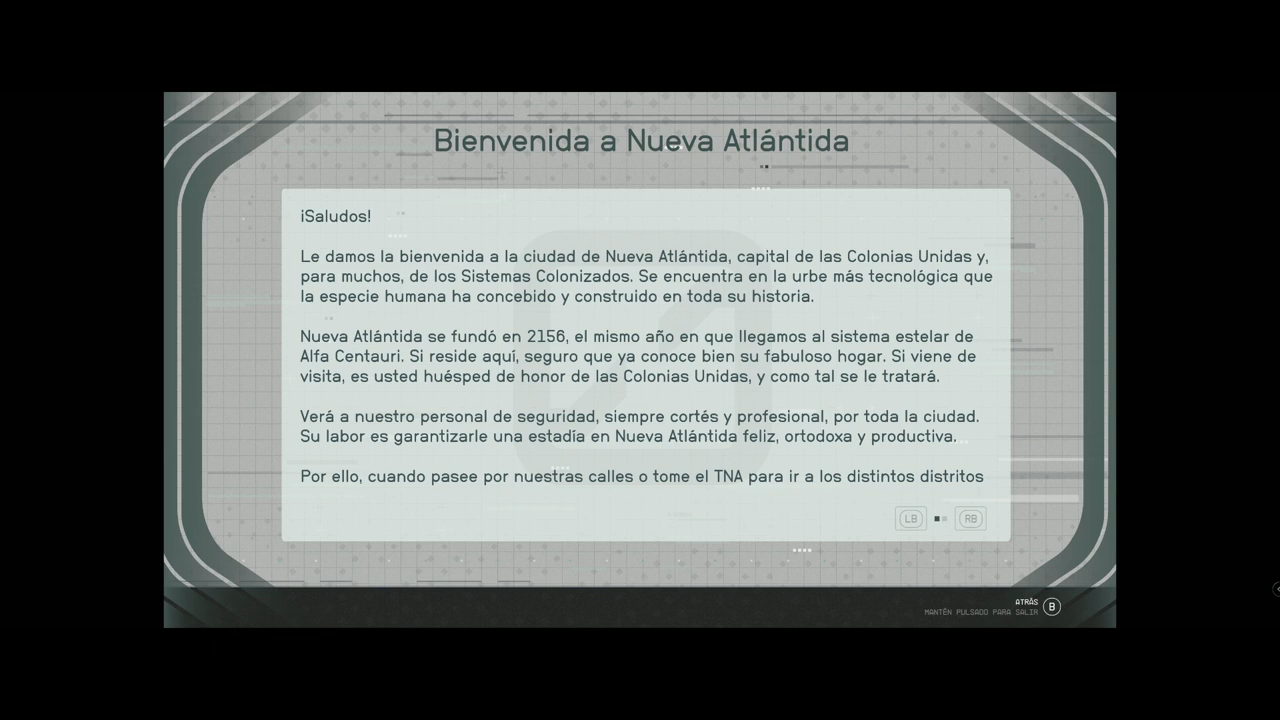 Bienvenida a Nueva Atlántida
¡Saludos!
Le damos la bienvenida a la ciudad de Nueva Atlántida, capital de las Colonias Unidas y,
para muchos, de los Sistemas Colonizados. Se encuentra en la urbe más tecnológica que
la especie humana ha concebido y construido en toda su historia.
Nueva Atlántida se fundó en 2156, el mismo año en que llegamos al sistema estelar de
Alfa Centauri. Si reside aquí, seguro que ya conoce bien su fabuloso hogar. Si viene de
visita, es usted huésped de honor de las Colonias Unidas, y como tal se le tratará.
Verá a nuestro personal de seguridad, siempre cortés y profesional, por toda la ciudad.
Su labor es garantizarle una estadía en Nueva Atlántida feliz, ortodoxa y productiva.
Por ello, cuando pasee por nuestras calles o tome el TNA para ir a los distintos distritos
LB RB
ATRÁS
MANTÉN PULSADO PARA SALIR B